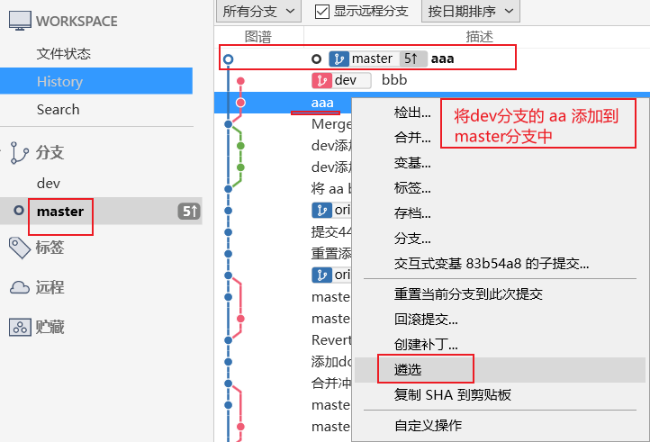 WORKSPACE
文件状态
History
Search
分支
dev
master 5↑
标签
远程
贮藏
所有分支 显示远程分支 按日期排序
图谱 描述
master 5↑ aaa
dev bbb
aaa
Merge
dev添加
dev添加
将 aa b
ori
提交44
重置添
ori
master
master
Revert
添加do
合并冲
master
master
检出...
合并...
变基...
标签...
存档...
分支...
交互式变基 83b54a8 的子提交...
重置当前分支到此次提交
回滚提交...
创建补丁...
遴选
复制 SHA 到剪贴板
自定义操作
将dev分支的 aa 添加到
master分支中